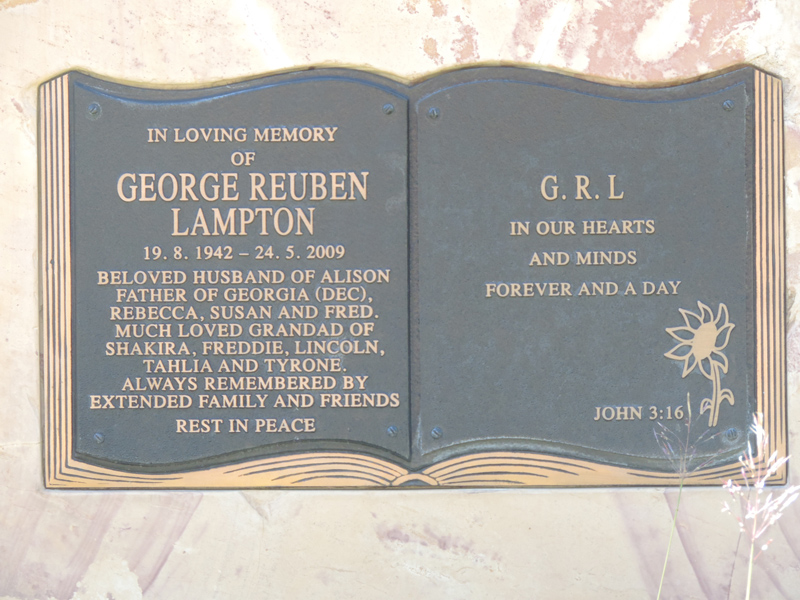 IN LOVING MEMORY
OF
GEORGE REUBEN
LAMPTON
19. 8. 1942 – 24. 5. 2009
BELOVED HUSBAND OF ALISON
FATHER OF GEORGIA (DEC),
REBECCA, SUSAN AND FRED.
MUCH LOVED GRANDAD OF
SHAKIRA, FREDDIE, LINCOLN,
TAHLIA AND TYRONE.
ALWAYS REMEMBERED BY
EXTENDED FAMILY AND FRIENDS
REST IN PEACE
G. R. L
IN OUR HEARTS
AND MINDS
FOREVER AND A DAY
JOHN 3:16